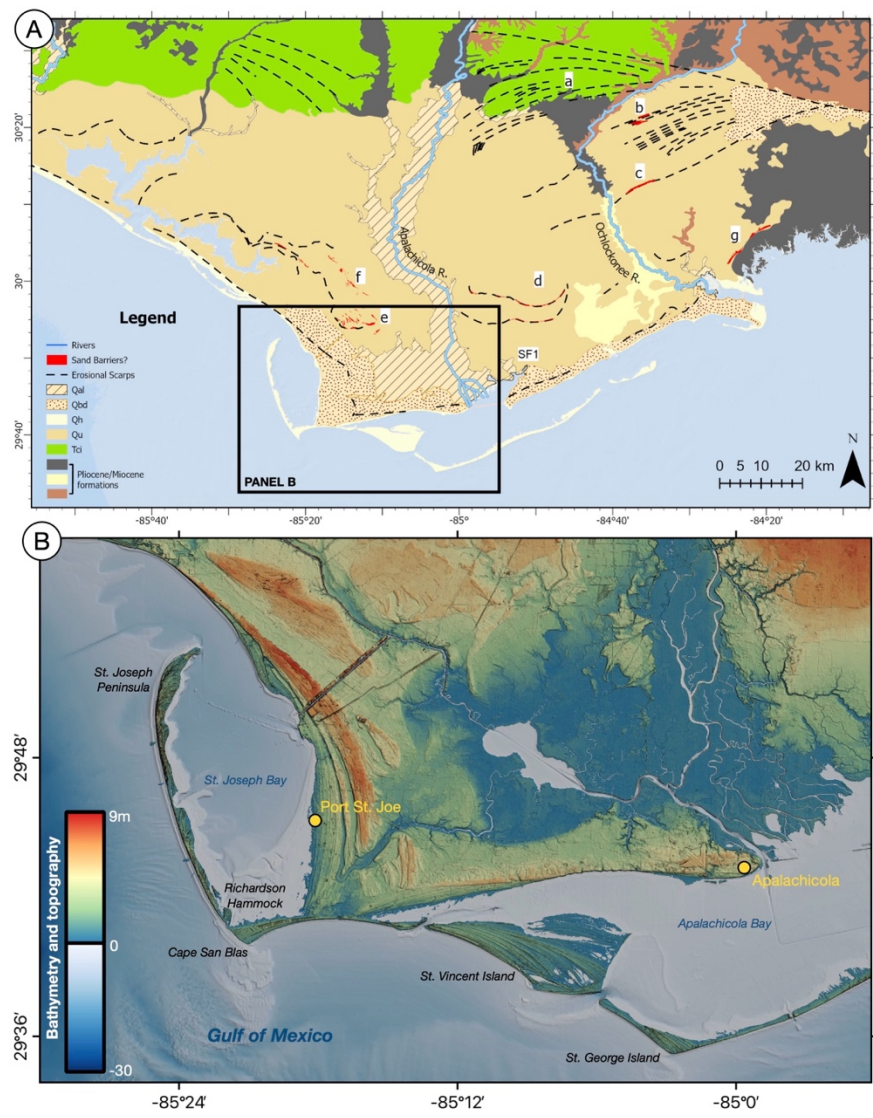 A
a
b
c
d
e
f
g
Apalachicola R.
Ochlockonee R.
SF1
30°20'
30°
29°40'
Legend
Rivers
Sand Barriers?
Erosional Scarps
Qal
Qbd
Qh
Qu
Tci
Pliocene/Miocene
formations
PANEL B
N
0 5 10 20 km
-85°40'
-85°20'
-85°
-84°40'
-84°20'
B
St. Joseph
Peninsula
St. Joseph Bay
Port St. Joe
Richardson
Hammock
Cape San Blas
Apalachicola
Apalachicola Bay
St. Vincent Island
St. George Island
Gulf of Mexico
Bathymetry and topography
9m
0
-30
29°48'
29°36'
-85°24'
-85°12'
-85°0'